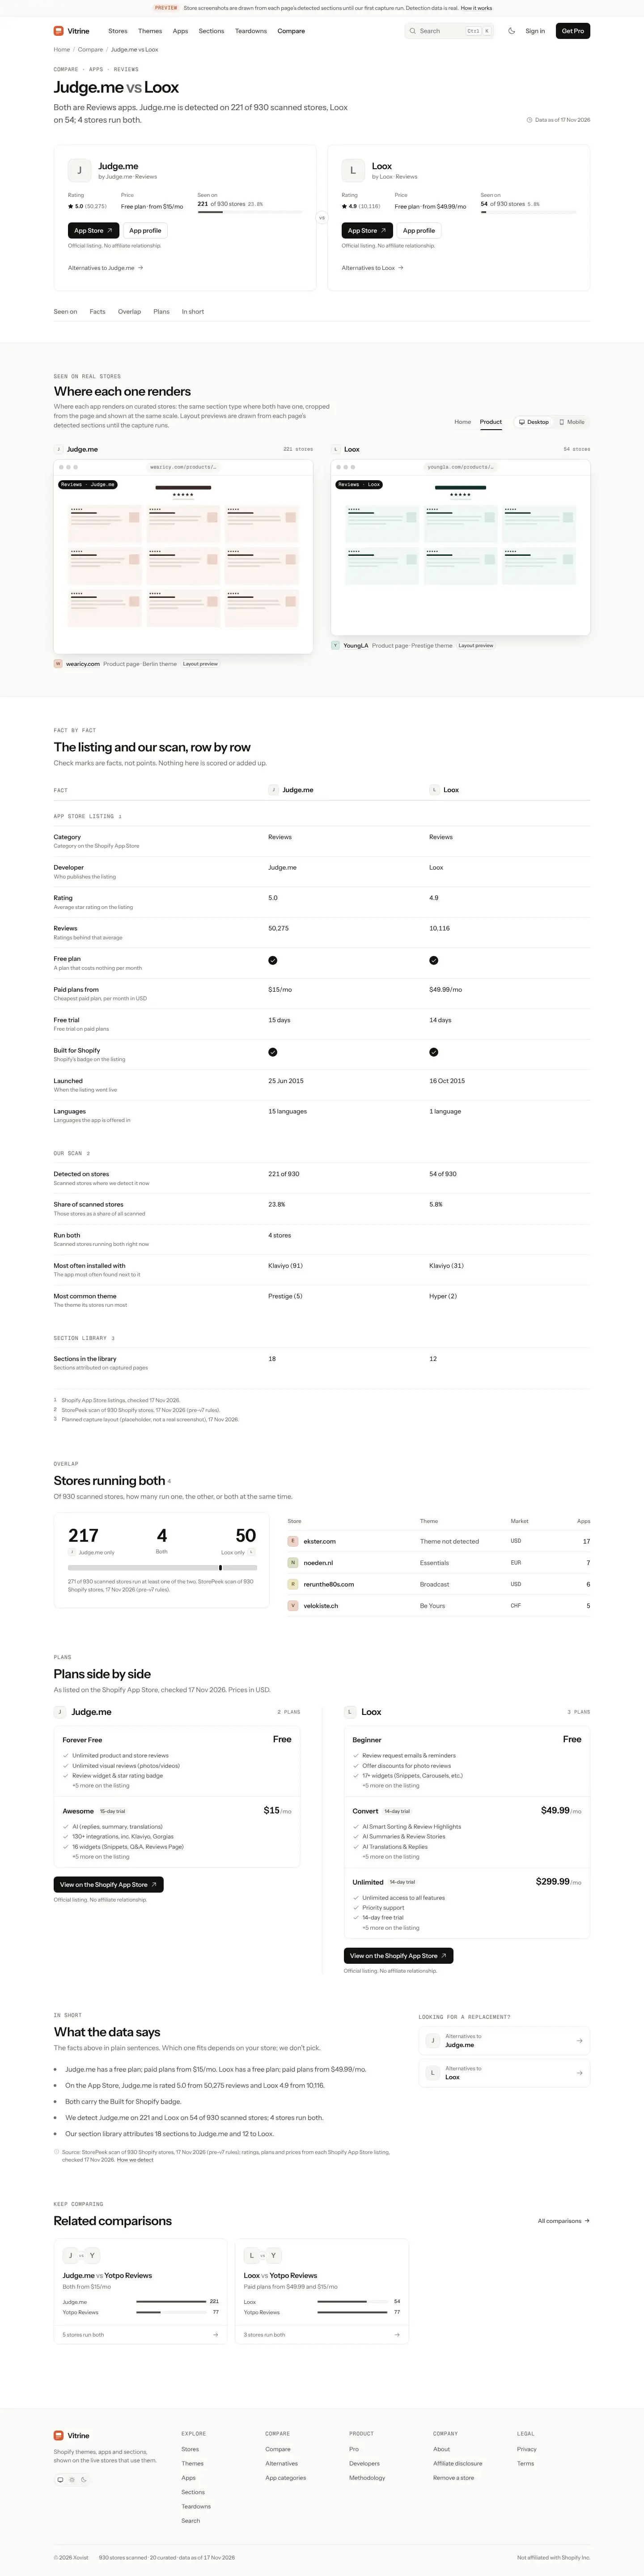 PREVIEW Store screenshots are drawn from each page's detected sections until our first capture run. Detection data is real. How it works
Vitrine Stores Themes Apps Sections Teardowns Compare Search Ctrl K Sign in Get Pro
Home / Compare / Judge.me vs Loox
COMPARE · APPS · REVIEWS
Judge.me vs Loox
Both are Reviews apps. Judge.me is detected on 221 of 930 scanned stores, Loox
on 54; 4 stores run both.
Data as of 17 Nov 2026
J Judge.me
by Judge.me · Reviews
Rating Price Seen on
★ 5.0 (50,275) Free plan · from $15/mo 221 of 930 stores 23.8%
App Store App profile
Official listing. No affiliate relationship.
Alternatives to Judge.me →
vs
L Loox
by Loox · Reviews
Rating Price Seen on
★ 4.9 (10,116) Free plan · from $49.99/mo 54 of 930 stores 5.8%
App Store App profile
Official listing. No affiliate relationship.
Alternatives to Loox →
Seen on Facts Overlap Plans In short
SEEN ON REAL STORES
Where each one renders
Where each app renders on curated stores: the same section type where both have one, cropped
from the page and shown at the same scale. Layout previews are drawn from each page's
detected sections until the capture runs.
Home Product Desktop Mobile
J Judge.me 221 stores
wearicy.com/products/…
Reviews · Judge.me
W wearicy.com Product page · Berlin theme Layout preview
L Loox 54 stores
youngla.com/products/…
Reviews · Loox
Y YoungLA Product page · Prestige theme Layout preview
FACT BY FACT
The listing and our scan, row by row
Check marks are facts, not points. Nothing here is scored or added up.
FACT J Judge.me L Loox
APP STORE LISTING 1
Category Reviews Reviews
Category on the Shopify App Store
Developer Judge.me Loox
Who publishes the listing
Rating 5.0 4.9
Average star rating on the listing
Reviews 50,275 10,116
Ratings behind that average
Free plan
A plan that costs nothing per month
Paid plans from $15/mo $49.99/mo
Cheapest paid plan, per month in USD
Free trial 15 days 14 days
Free trial on paid plans
Built for Shopify
Shopify's badge on the listing
Launched 25 Jun 2015 16 Oct 2015
When the listing went live
Languages 15 languages 1 language
Languages the app is offered in
OUR SCAN 2
Detected on stores 221 of 930 54 of 930
Scanned stores where we detect it now
Share of scanned stores 23.8% 5.8%
Those stores as a share of all scanned
Run both 4 stores
Scanned stores running both right now
Most often installed with Klaviyo (91) Klaviyo (31)
The app most often found next to it
Most common theme Prestige (5) Hyper (2)
The theme its stores run most
SECTION LIBRARY 3
Sections in the library 18 12
Sections attributed on captured pages
1 Shopify App Store listings, checked 17 Nov 2026.
2 StorePeek scan of 930 Shopify stores, 17 Nov 2026 (pre-v7 rules).
3 Planned capture layout (placeholder, not a real screenshot), 17 Nov 2026.
OVERLAP
Stores running both 4
Of 930 scanned stores, how many run one, the other, or both at the same time.
217 4 50
J Judge.me only Both Loox only L
271 of 930 scanned stores run at least one of the two. StorePeek scan of 930
Shopify stores, 17 Nov 2026 (pre-v7 rules).
Store Theme Market Apps
E ekster.com Theme not detected USD 17
N noeden.nl Essentials EUR 7
R rerunthe80s.com Broadcast USD 6
V velokiste.ch Be Yours CHF 5
PLANS
Plans side by side
As listed on the Shopify App Store, checked 17 Nov 2026. Prices in USD.
J Judge.me 2 PLANS
Forever Free Free
Unlimited product and store reviews
Unlimited visual reviews (photos/videos)
Review widget & star rating badge
+5 more on the listing
Awesome 15-day trial $15/mo
AI (replies, summary, translations)
130+ integrations, inc. Klaviyo, Gorgias
16 widgets (Snippets, Q&A, Reviews Page)
+5 more on the listing
View on the Shopify App Store
Official listing. No affiliate relationship.
L Loox 3 PLANS
Beginner Free
Review request emails & reminders
Offer discounts for photo reviews
17+ widgets (Snippets, Carousels, etc.)
+5 more on the listing
Convert 14-day trial $49.99/mo
AI Smart Sorting & Review Highlights
AI Summaries & Review Stories
AI Translations & Replies
+5 more on the listing
Unlimited 14-day trial $299.99/mo
Unlimited access to all features
Priority support
14-day free trial
+5 more on the listing
View on the Shopify App Store
Official listing. No affiliate relationship.
IN SHORT
What the data says
The facts above in plain sentences. Which one fits depends on your store; we don't pick.
Judge.me has a free plan; paid plans from $15/mo. Loox has a free plan; paid plans from $49.99/mo.
On the App Store, Judge.me is rated 5.0 from 50,275 reviews and Loox 4.9 from 10,116.
Both carry the Built for Shopify badge.
We detect Judge.me on 221 and Loox on 54 of 930 scanned stores; 4 stores run both.
Our section library attributes 18 sections to Judge.me and 12 to Loox.
Source: StorePeek scan of 930 Shopify stores, 17 Nov 2026 (pre-v7 rules); ratings, plans and prices from each Shopify App Store listing,
checked 17 Nov 2026. How we detect
LOOKING FOR A REPLACEMENT?
J Alternatives to
Judge.me →
L Alternatives to
Loox →
KEEP COMPARING
Related comparisons
All comparisons →
J vs Y
Judge.me vs Yotpo Reviews
Both from $15/mo
Judge.me 221
Yotpo Reviews 77
5 stores run both →
L vs Y
Loox vs Yotpo Reviews
Paid plans from $49.99 and $15/mo
Loox 54
Yotpo Reviews 77
3 stores run both →
Vitrine
Shopify themes, apps and sections,
shown on the live stores that use them.
EXPLORE
Stores
Themes
Apps
Sections
Teardowns
Search
COMPARE
Compare
Alternatives
App categories
PRODUCT
Pro
Developers
Methodology
COMPANY
About
Affiliate disclosure
Remove a store
LEGAL
Privacy
Terms
© 2026 Xovist 930 stores scanned · 20 curated · data as of 17 Nov 2026 Not affiliated with Shopify Inc.